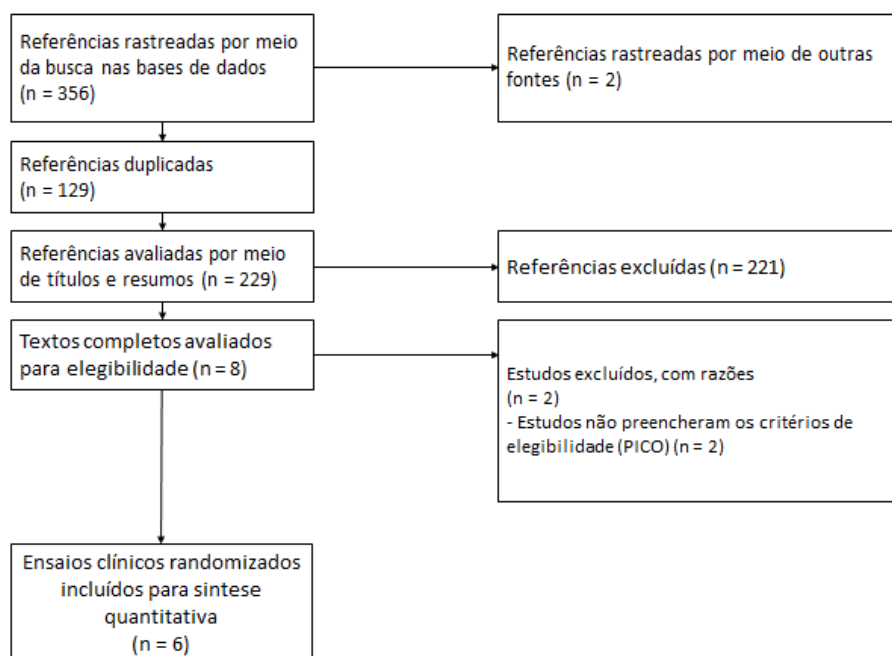 Referências rastreadas por meio
da busca nas bases de dados
(n = 356)
Referências rastreadas por meio de outras
fontes (n = 2)
Referências duplicadas
(n = 129)
Referências avaliadas por meio
de títulos e resumos (n = 229)
Referências excluídas (n = 221)
Textos completos avaliados
para elegibilidade (n = 8)
Estudos excluídos, com razões
(n = 2)
- Estudos não preencheram os critérios de
elegibilidade (PICO) (n = 2)
Ensaios clínicos randomizados
incluídos para sintese
quantitativa
(n = 6)